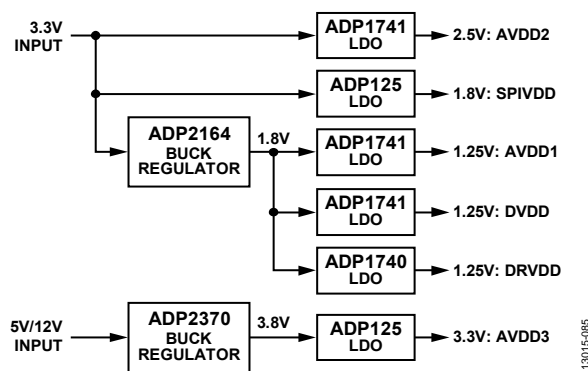 3.3V
INPUT
ADP1741
LDO
2.5V: AVDD2
ADP125
LDO
1.8V: SPIVDD
ADP2164
BUCK
REGULATOR
1.8V
ADP1741
LDO
1.25V: AVDD1
ADP1741
LDO
1.25V: DVDD
ADP1740
LDO
1.25V: DRVDD
5V/12V
INPUT
ADP2370
BUCK
REGULATOR
3.8V
ADP125
LDO
3.3V: AVDD3
13015-085